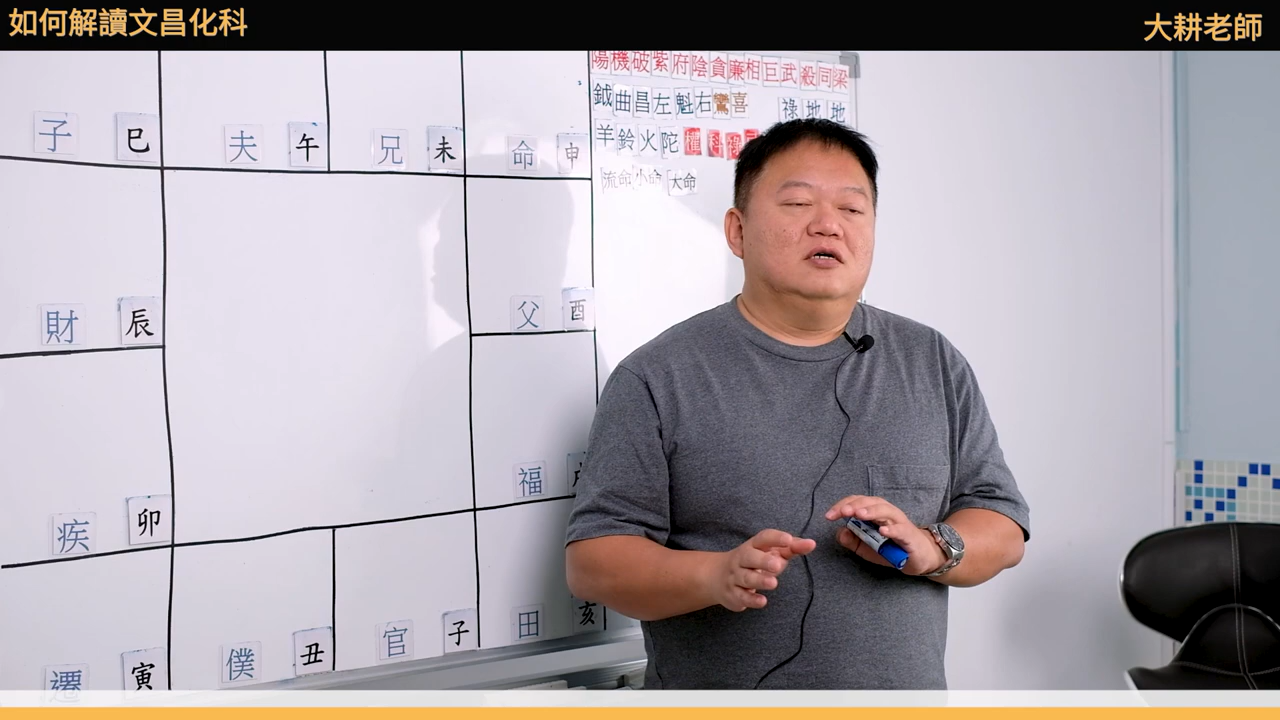 如何解讀文昌化科
大耕老師
陽機破紫府陰貪廉相巨武殺同梁
鉞曲昌左魁右鸞喜 祿地地
羊鈴火陀權科祿
流命小命大命
子 巳 夫 午 兄 未 命 申
財 辰 父 酉
疾 卯 福
遷 寅 僕 丑 官 子 田 亥